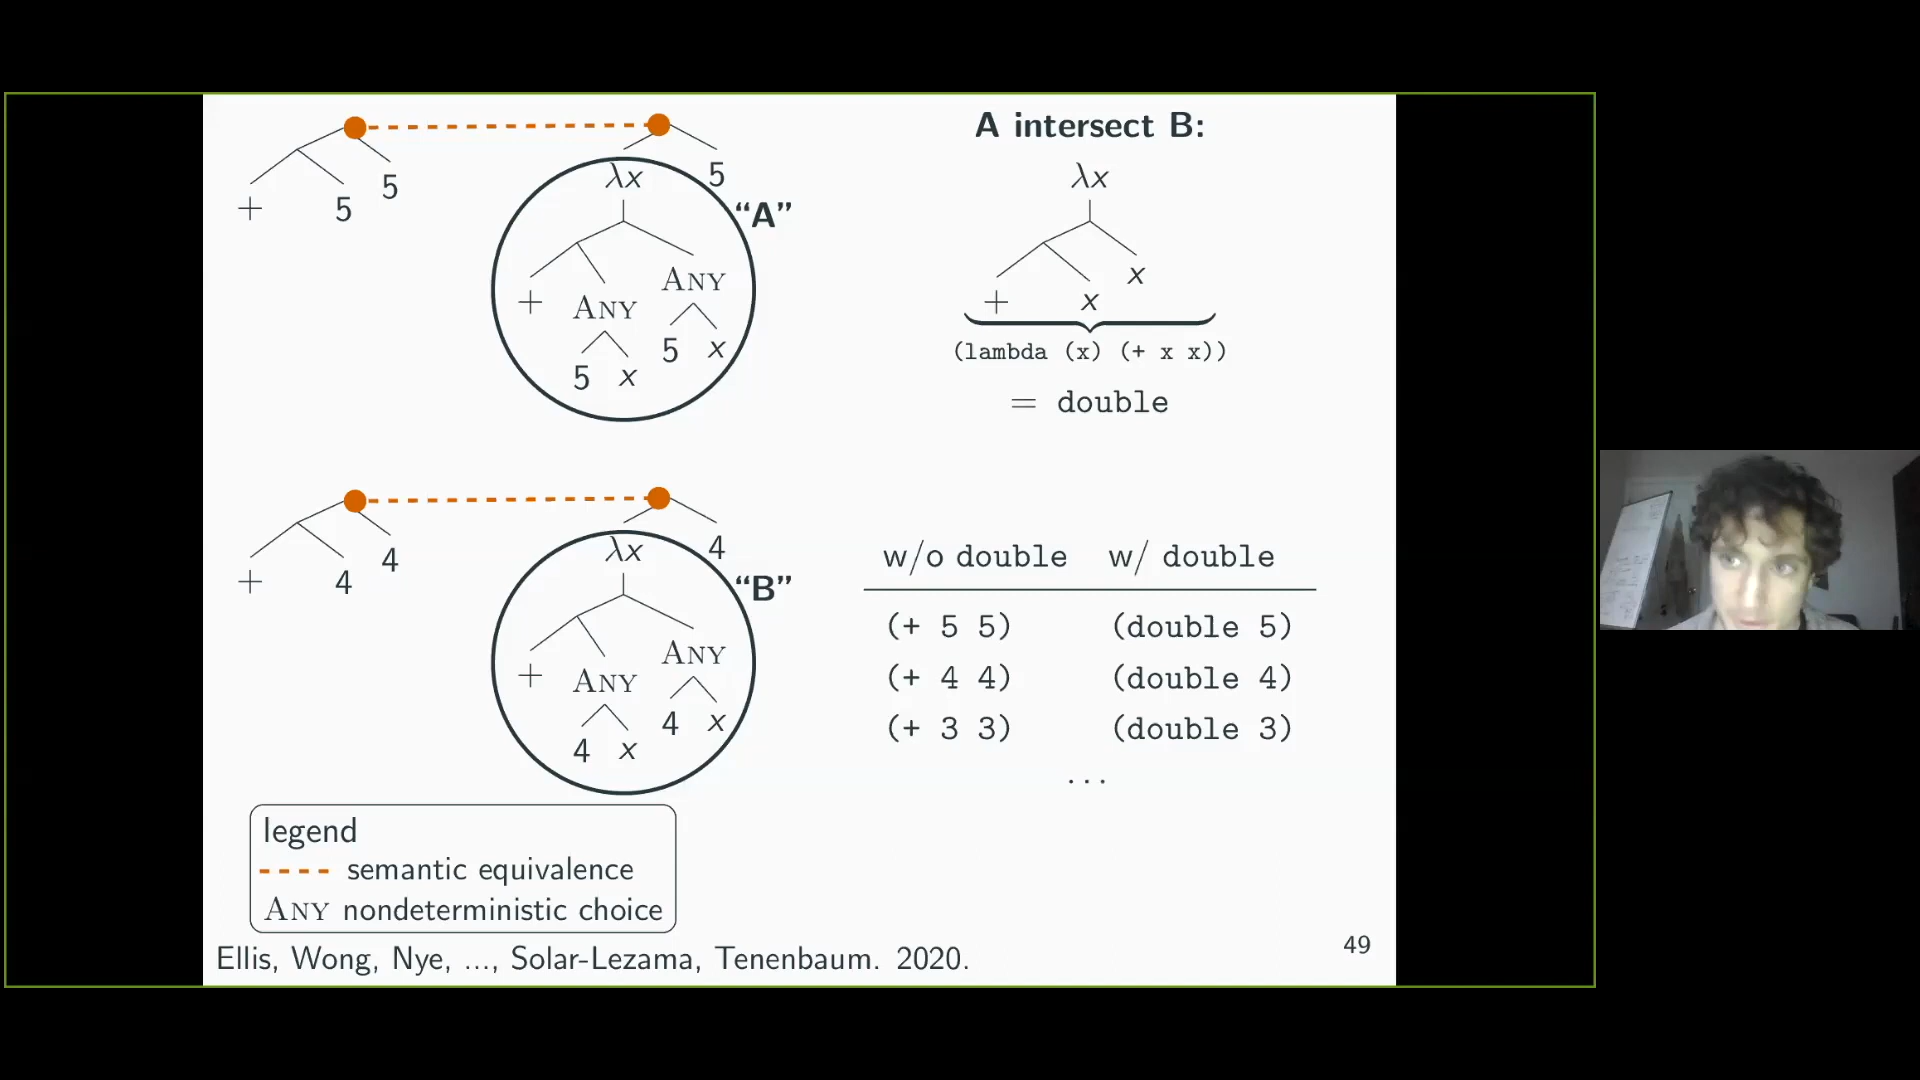 + 5 5
λx 5
"A"
+ ANY ANY
5 x 5 x
A intersect B:
λx
+ x x
(lambda (x) (+ x x))
= double
+ 4 4
λx 4
"B"
+ ANY ANY
4 x 4 x
w/o double w/ double
(+ 5 5) (double 5)
(+ 4 4) (double 4)
(+ 3 3) (double 3)
...
legend
---- semantic equivalence
ANY nondeterministic choice
Ellis, Wong, Nye, ..., Solar-Lezama, Tenenbaum. 2020.
49